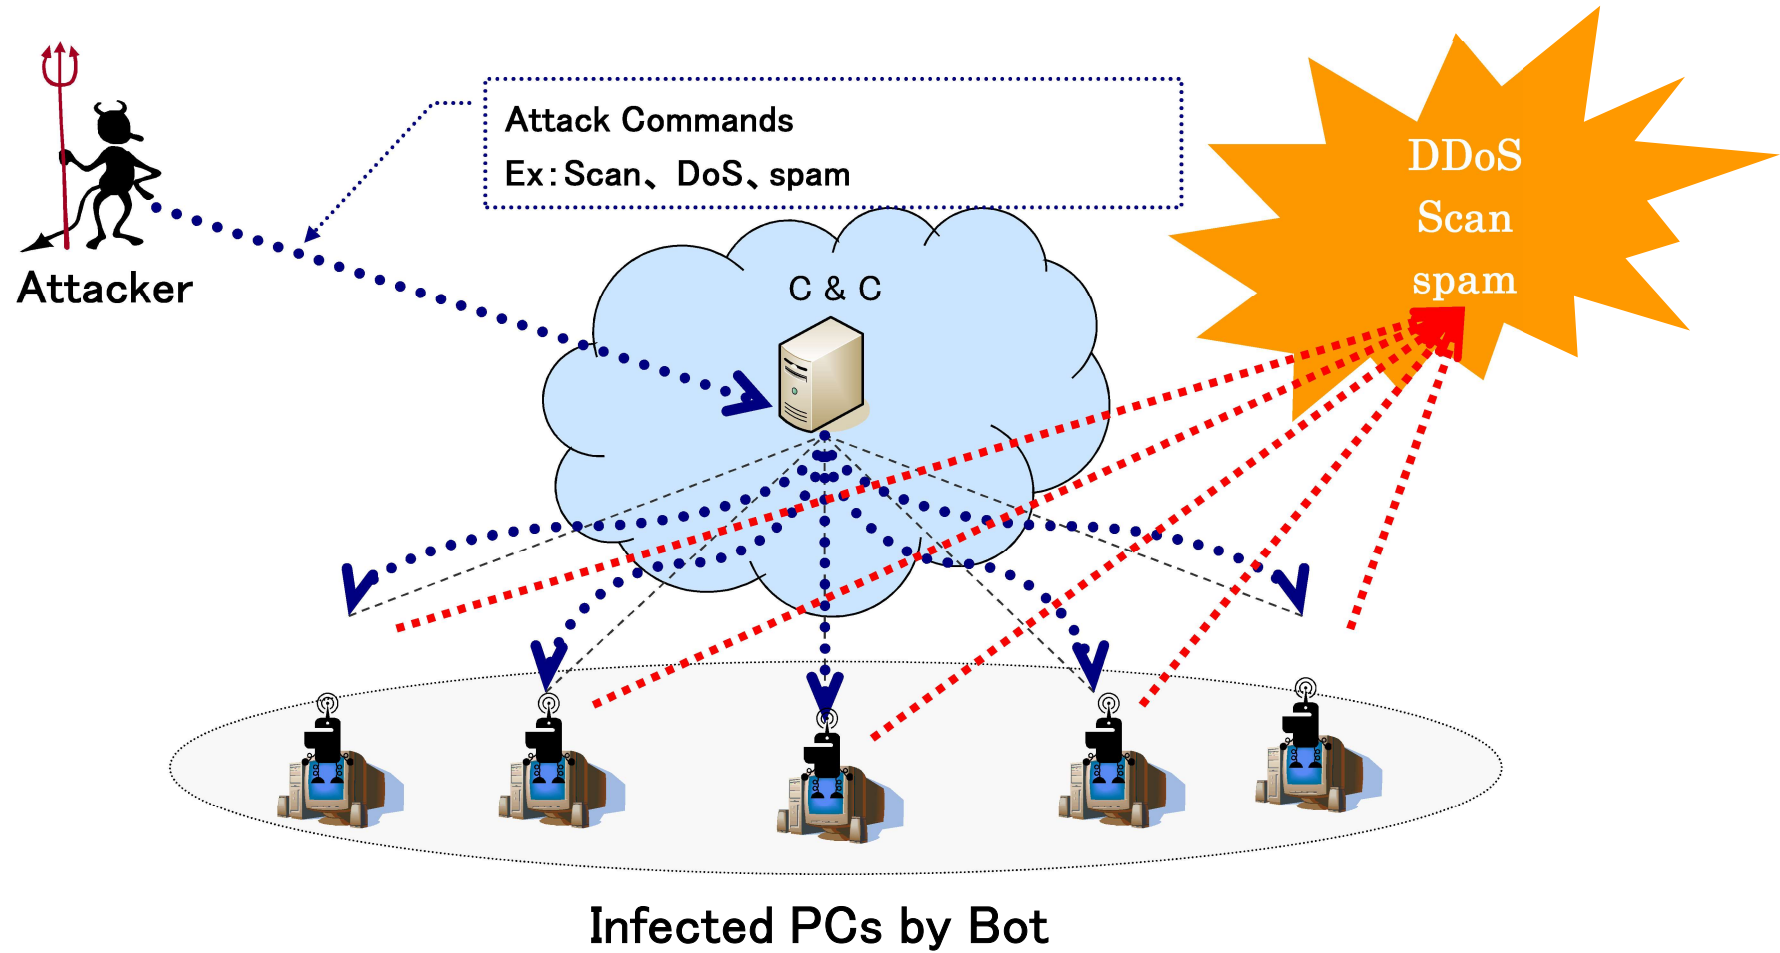 Attack Commands
Ex：Scan、DoS、spam
Attacker
C & C
DDoS
Scan
spam
Infected PCs by Bot